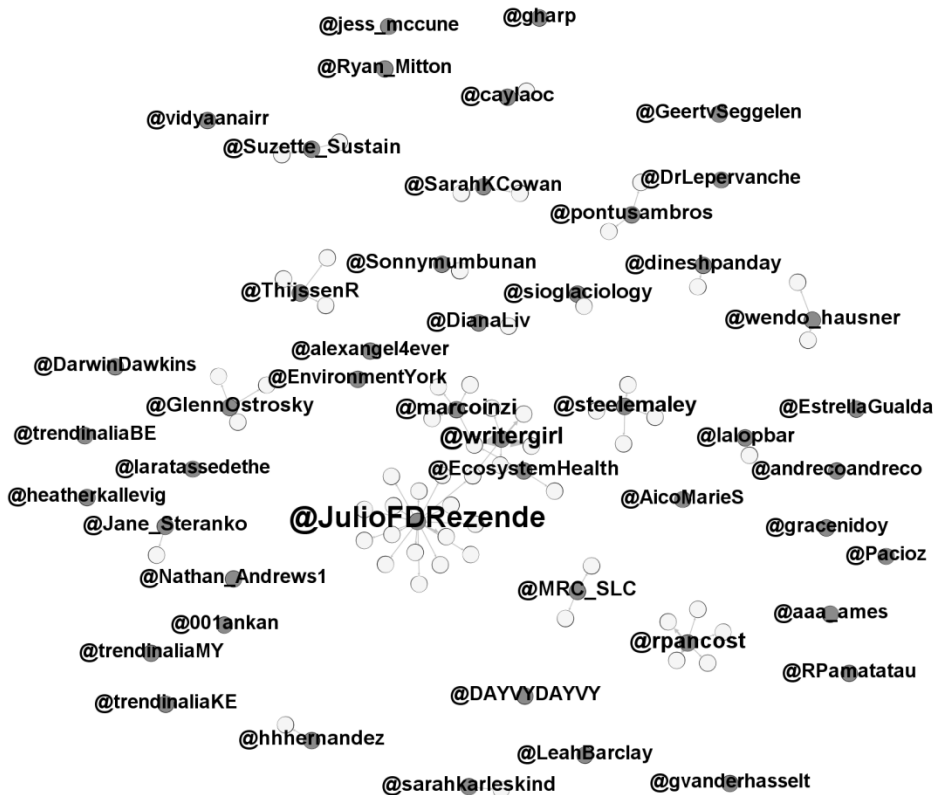 @jess_mccune
@gharp
@Ryan_Mitton
@caylaoc
@vidyaanairr
@GeertvSeggelen
@Suzette_Sustain
@SarahKCowan
@DrLepervanche
@pontusambros
@Sonnymumbunan
@dineshpanday
@ThijssenR
@sioglaciology
@DianaLiv
@wendo_hausner
@alexangel4ever
@DarwinDawkins
@EnvironmentYork
@GlennOstrosky
@marcoinzi
@steelemaley
@EstrellaGualda
@trendinaliaBE
@writergirl
@lalopbar
@laratassedethe
@EcosystemHealth
@andrecoandreco
@heatherkallevig
@AicoMarieS
@Jane_Steranko
@JulioFDRezende
@gracenidoy
@Pacioz
@Nathan_Andrews1
@MRC_SLC
@001ankan
@aaa_ames
@trendinaliaMY
@rpancost
@RPamatatau
@trendinaliaKE
@DAYVYDAYVY
@hhhernandez
@LeahBarclay
@sarahkarleskind
@gvanderhasselt